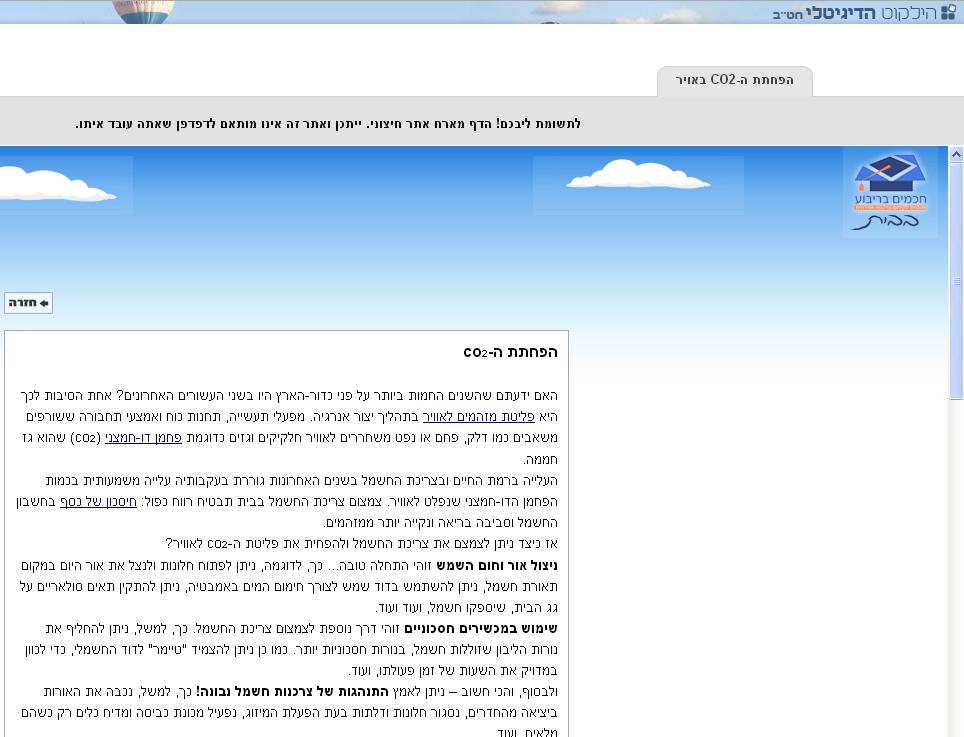 הילקוט הדיגיטלי חט"ב
הפחתת ה-CO2 באויר
לתשומת ליבכם! הדף מארח אתר חיצוני. ייתכן ואתר זה אינו מותאם לדפדפן שאתה עובד איתו.
חכמים בריבוע
בבית
חזרה
הפחתת ה-CO₂
האם ידעתם שהשנים החמות ביותר על פני כדור-הארץ היו בשני העשורים האחרונים? אחת הסיבות לכך
היא פליטת מזהמים לאוויר בתהליך יצור אנרגיה. מפעלי תעשייה, תחנות כוח ואמצעי תחבורה ששורפים
משאבים כמו דלק, פחם או נפט משחררים לאוויר חלקיקים וגזים כדוגמת פחמן דו-חמצני (CO₂) שהוא גז
חממה.
העלייה ברמת החיים ובצריכת החשמל בשנים האחרונות גוררת בעקבותיה עלייה משמעותית בכמות
הפחמן הדו-חמצני שנפלט לאוויר. צמצום צריכת החשמל בבית תבטיח רווח כפול: חיסכון של כסף בחשבון
החשמל וסביבה בריאה ונקייה יותר ממזהמים.
אז כיצד ניתן לצמצם את צריכת החשמל ולהפחית את פליטת ה-CO₂ לאוויר?
ניצול אור וחום השמש זוהי התחלה טובה... כך, לדוגמה, ניתן לפתוח חלונות ולנצל את אור היום במקום
תאורת חשמל, ניתן להשתמש בדוד שמש לצורך חימום המים באמבטיה, ניתן להתקין תאים סולאריים על
גג הבית, שיספקו חשמל, ועוד ועוד.
שימוש במכשירים חסכוניים זוהי דרך נוספת לצמצום צריכת החשמל. כך, למשל, ניתן להחליף את
נורות הליבון שזוללות חשמל, בנורות חסכוניות יותר. כמו כן ניתן להצמיד "טיימר" לדוד החשמלי, כדי לכוון
במדויק את השעות של זמן פעולתו, ועוד.
ולבסוף, והכי חשוב – ניתן לאמץ התנהגות של צרכנות חשמל נבונה! כך, למשל, נכבה את האורות
ביציאה מהחדרים, נסגור חלונות ודלתות בעת הפעלת המיזוג, נפעיל מכונת כביסה ומדיח כלים רק כשהם
מלאים, ועוד.